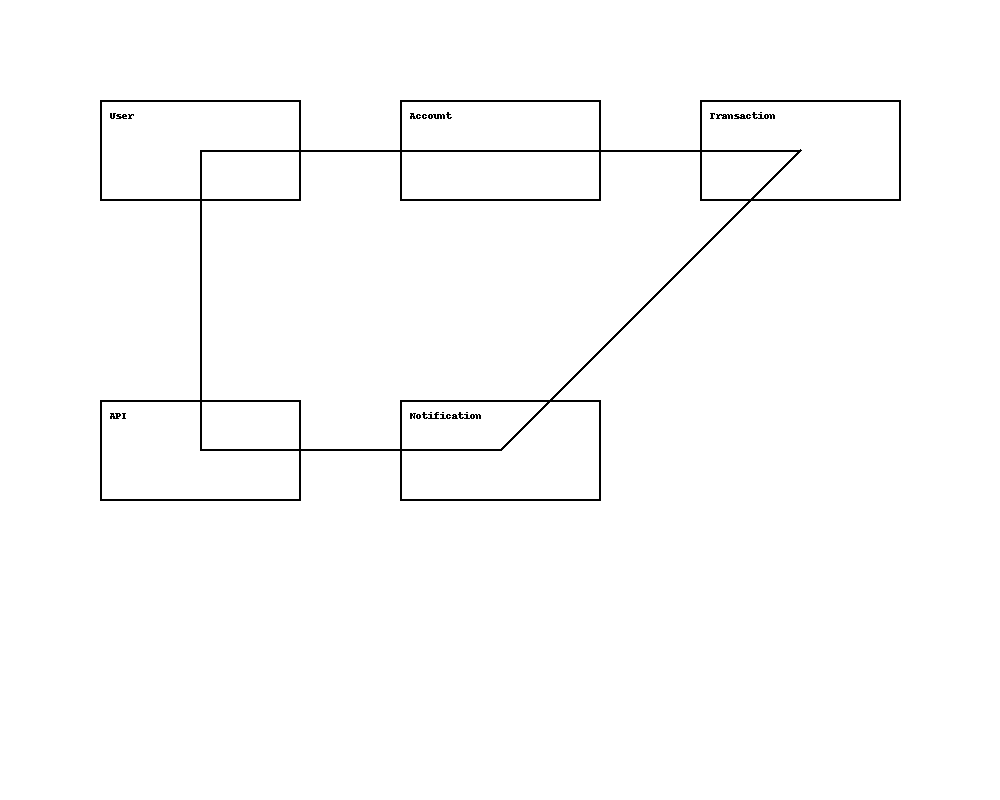 User
Account
Transaction
API
Notification